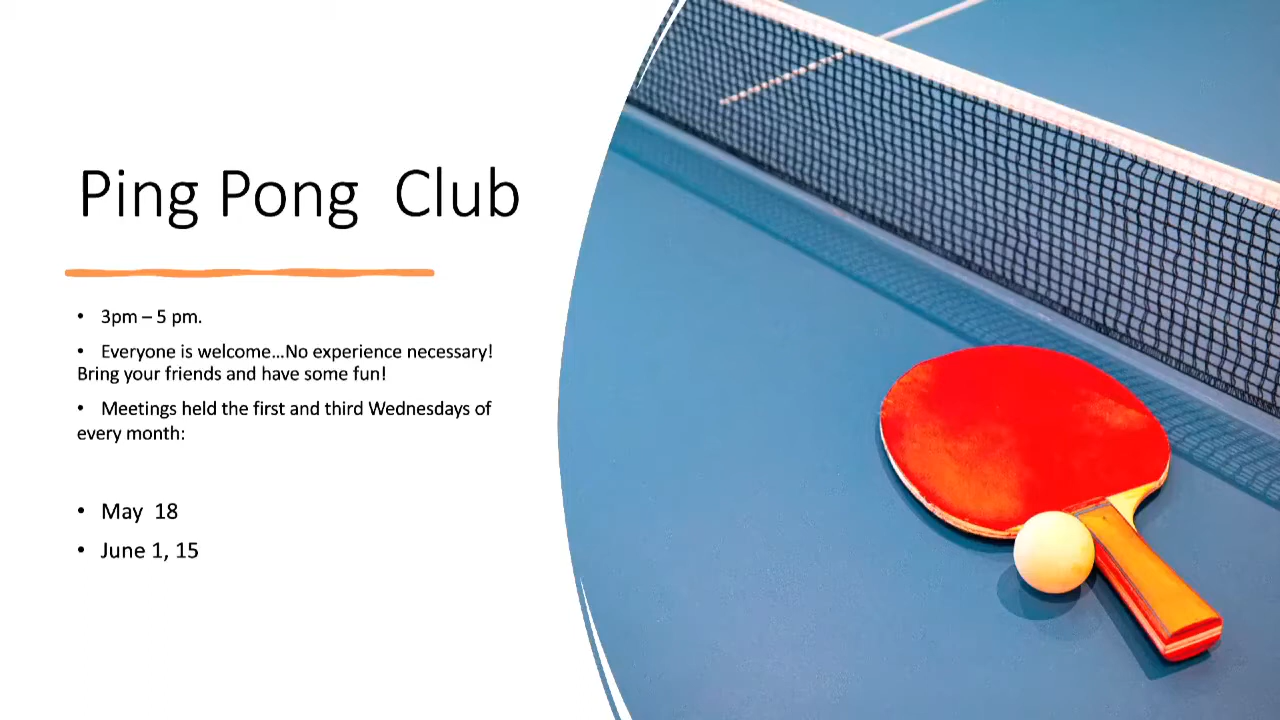 Ping Pong  Club
• 3pm – 5 pm.
• Everyone is welcome...No experience necessary!
Bring your friends and have some fun!
• Meetings held the first and third Wednesdays of
every month:
• May  18
• June 1, 15